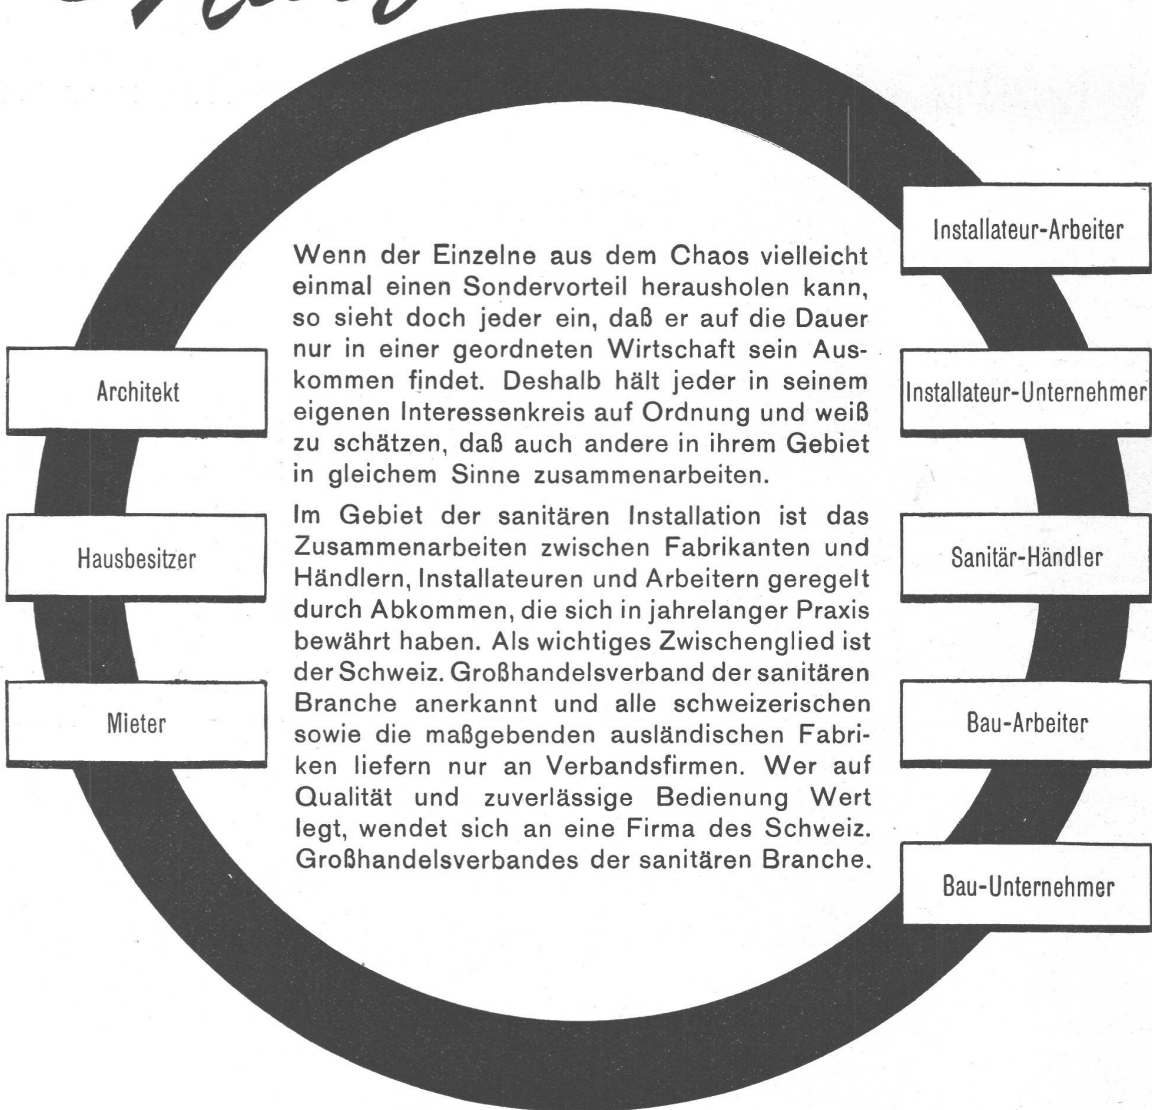 Architekt
Hausbesitzer
Mieter
Wenn der Einzelne aus dem Chaos vielleicht
einmal einen Sondervorteil herausholen kann,
so sieht doch jeder ein, daß er auf die Dauer
nur in einer geordneten Wirtschaft sein Aus-
kommen findet. Deshalb hält jeder in seinem
eigenen Interessenkreis auf Ordnung und weiß
zu schätzen, daß auch andere in ihrem Gebiet
in gleichem Sinne zusammenarbeiten.
Im Gebiet der sanitären Installation ist das
Zusammenarbeiten zwischen Fabrikanten und
Händlern, Installateuren und Arbeitern geregelt
durch Abkommen, die sich in jahrelanger Praxis
bewährt haben. Als wichtiges Zwischenglied ist
der Schweiz. Großhandelsverband der sanitären
Branche anerkannt und alle schweizerischen
sowie die maßgebenden ausländischen Fabri-
ken liefern nur an Verbandsfirmen. Wer auf
Qualität und zuverlässige Bedienung Wert
legt, wendet sich an eine Firma des Schweiz.
Großhandelsverbandes der sanitären Branche.
Installateur-Arbeiter
Installateur-Unternehmer
Sanitär-Händler
Bau-Arbeiter
Bau-Unternehmer